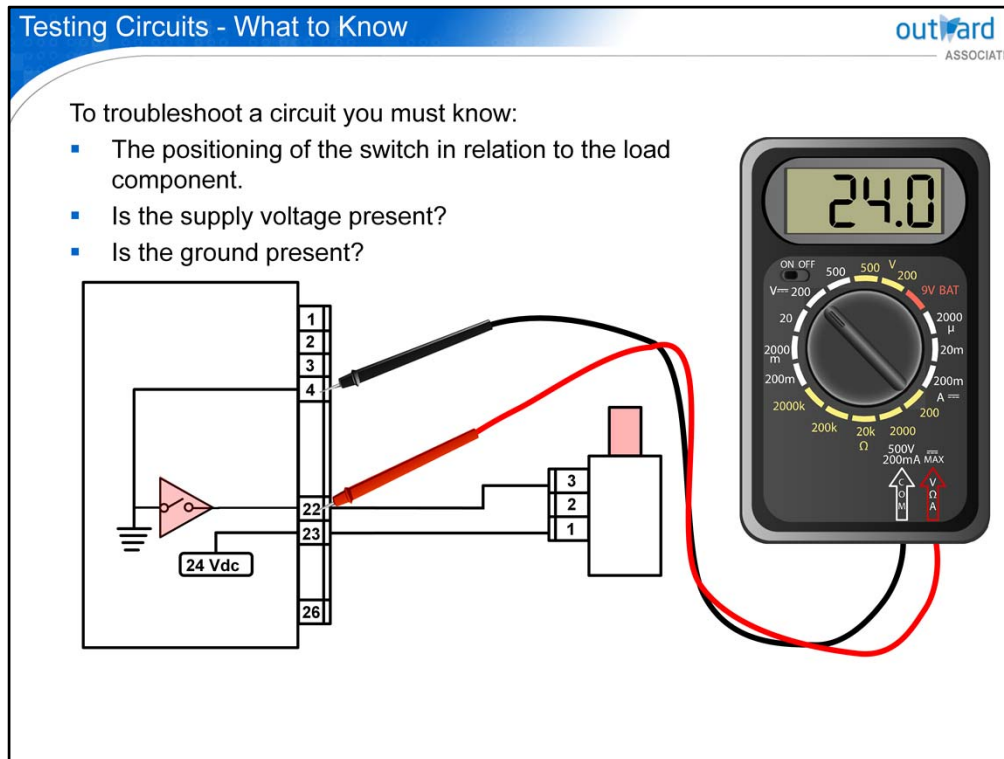 Testing Circuits - What to Know
outward
ASSOCIAT
To troubleshoot a circuit you must know:
The positioning of the switch in relation to the load
component.
Is the supply voltage present?
Is the ground present?
1
2
3
4
22
23
26
24 Vdc
3
2
1
24.0
ON OFF
500
500
V
200
9V BAT
V 200
20
2000
m
200m
2000k
200k
20k
Ω
2000
200
A
200m
20m
2000
µ
500V
200mA
MAX
COM
VΩA